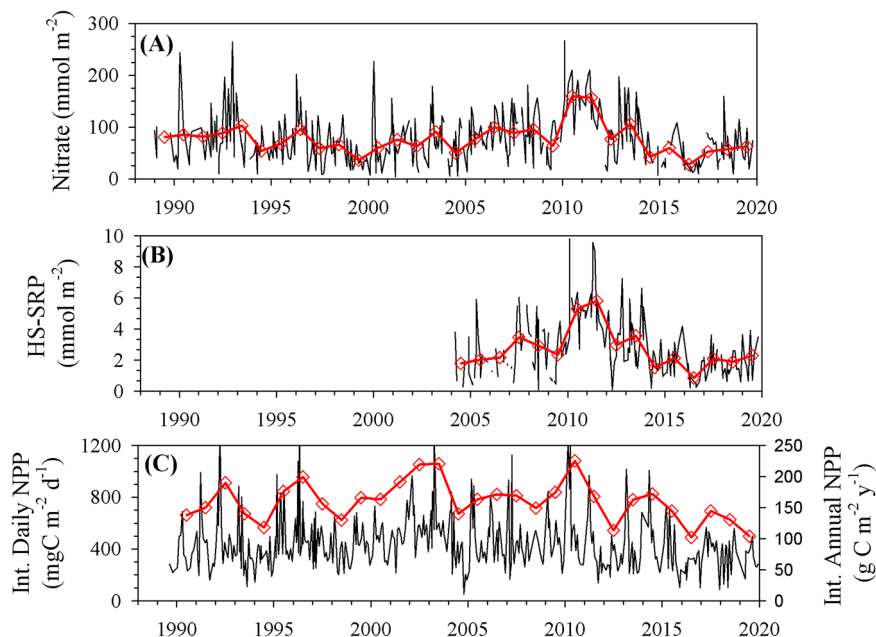 (A)
Nitrate (mmol m-2)
300
200
100
0
1990 1995 2000 2005 2010 2015 2020
(B)
HS-SRP
(mmol m-2)
10
8
6
4
2
0
1990 1995 2000 2005 2010 2015 2020
(C)
Int. Daily NPP
(mgC m-2 d-1)
1200
800
400
0
250
200
150
100
50
0
Int. Annual NPP
(g C m-2 y-1)
1990 1995 2000 2005 2010 2015 2020